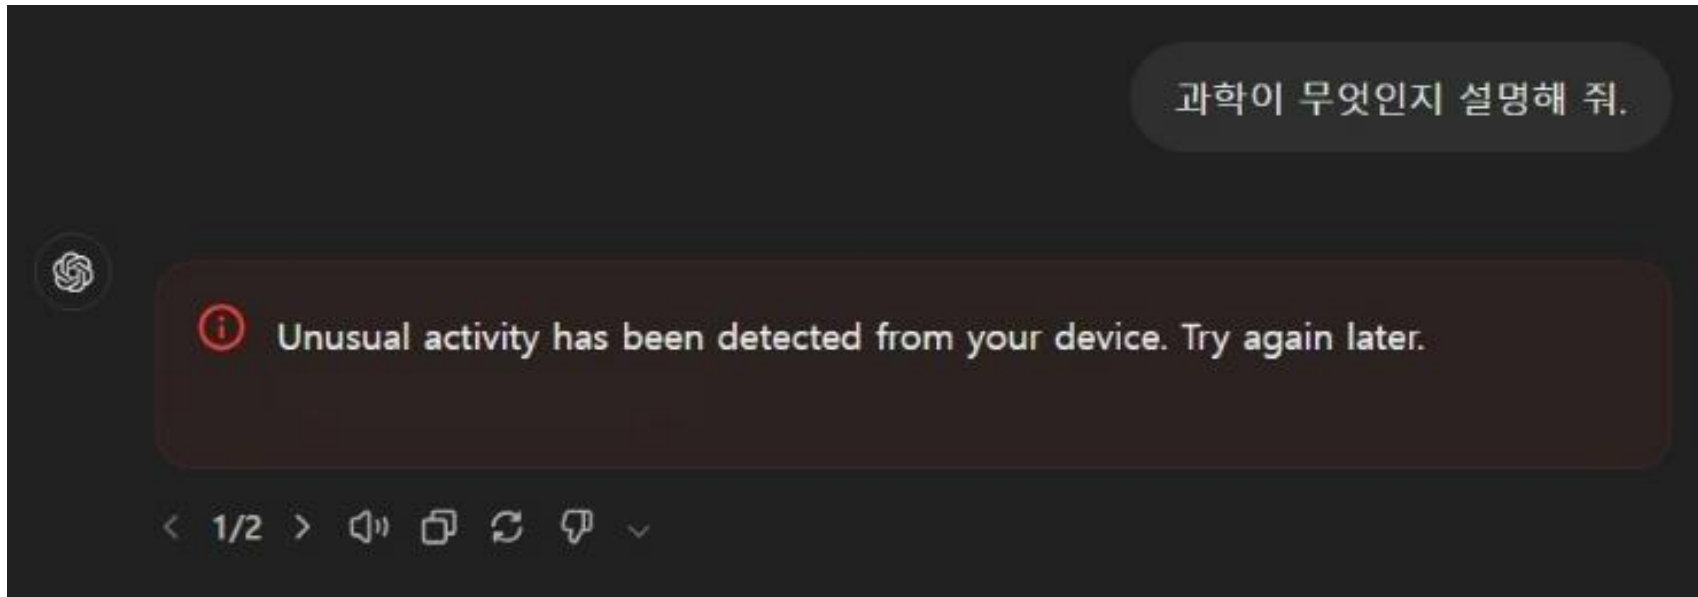 과학이 무엇인지 설명해 줘.
Unusual activity has been detected from your device. Try again later.
1/2